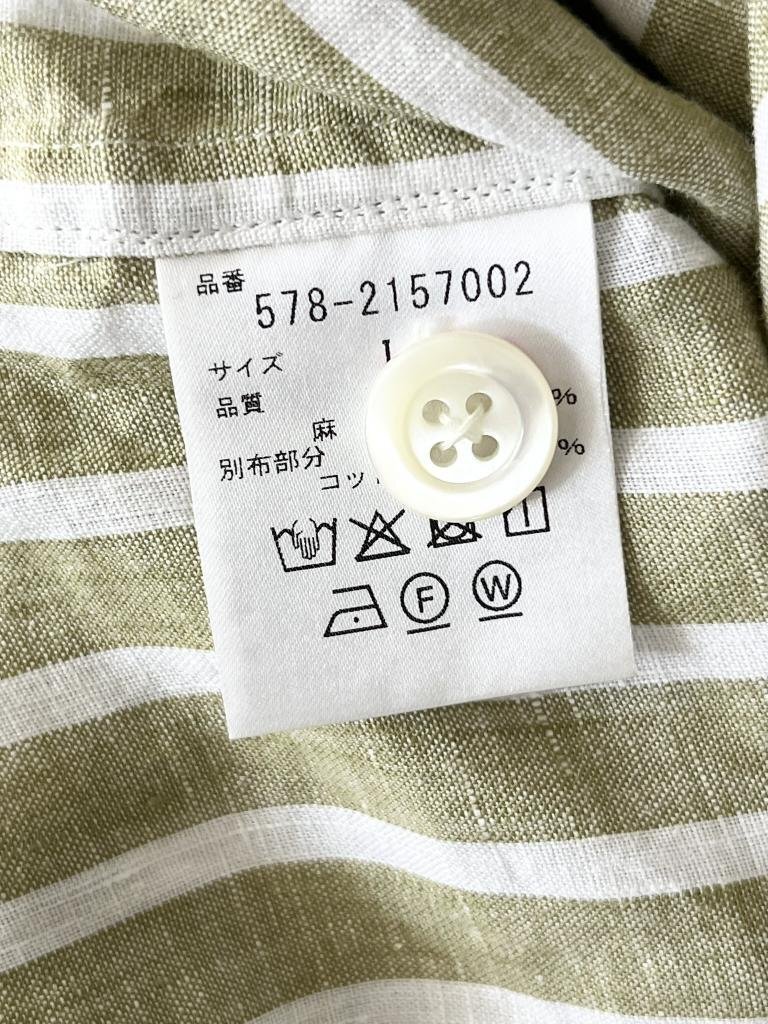 品番 578-2157002
サイズ
品質 %
麻
別布部分 %
コッ
F W